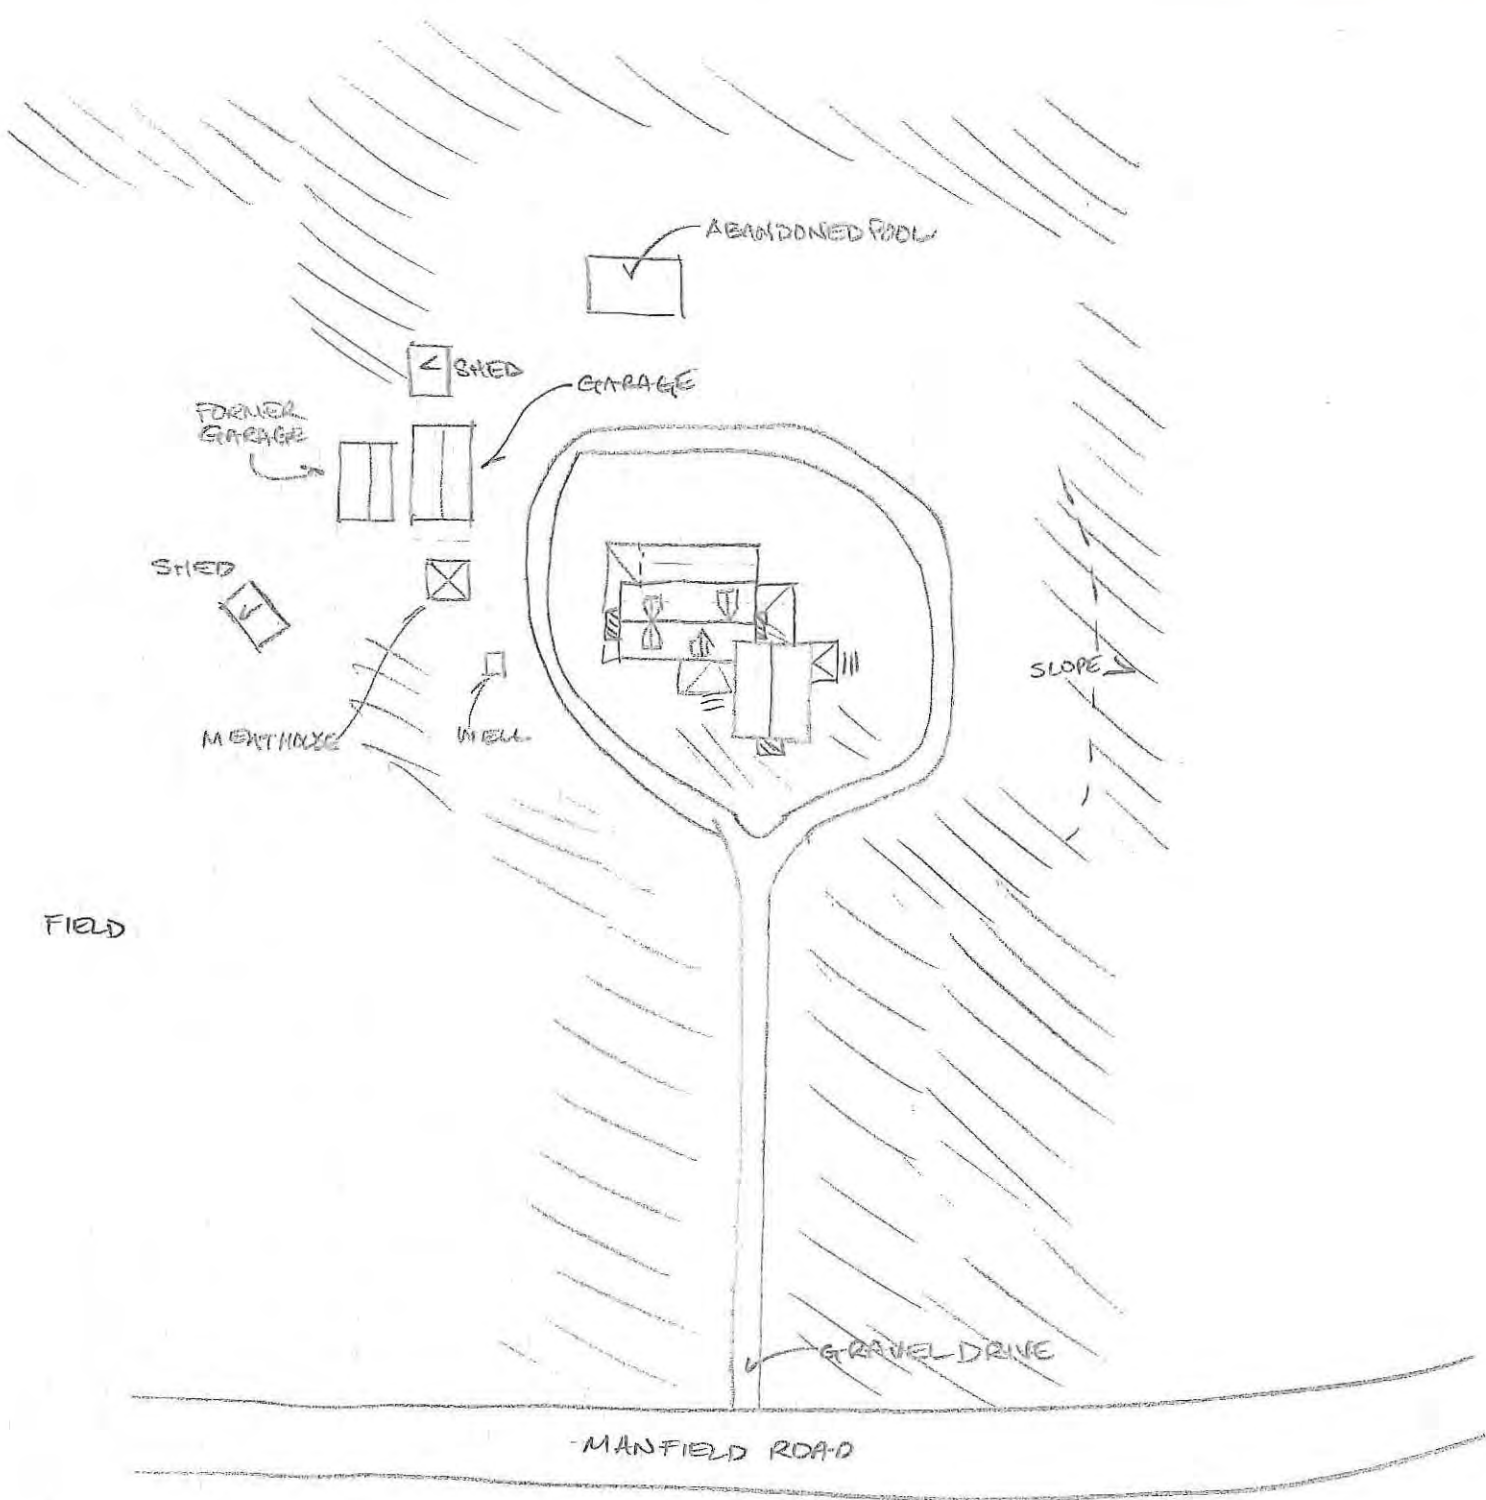 ABANDONED POOL
SHED
GARAGE
FORMER
GARAGE
SHED
SLOPE
MEATHOUSE
WELL
FIELD
GRAVEL DRIVE
MANFIELD ROAD